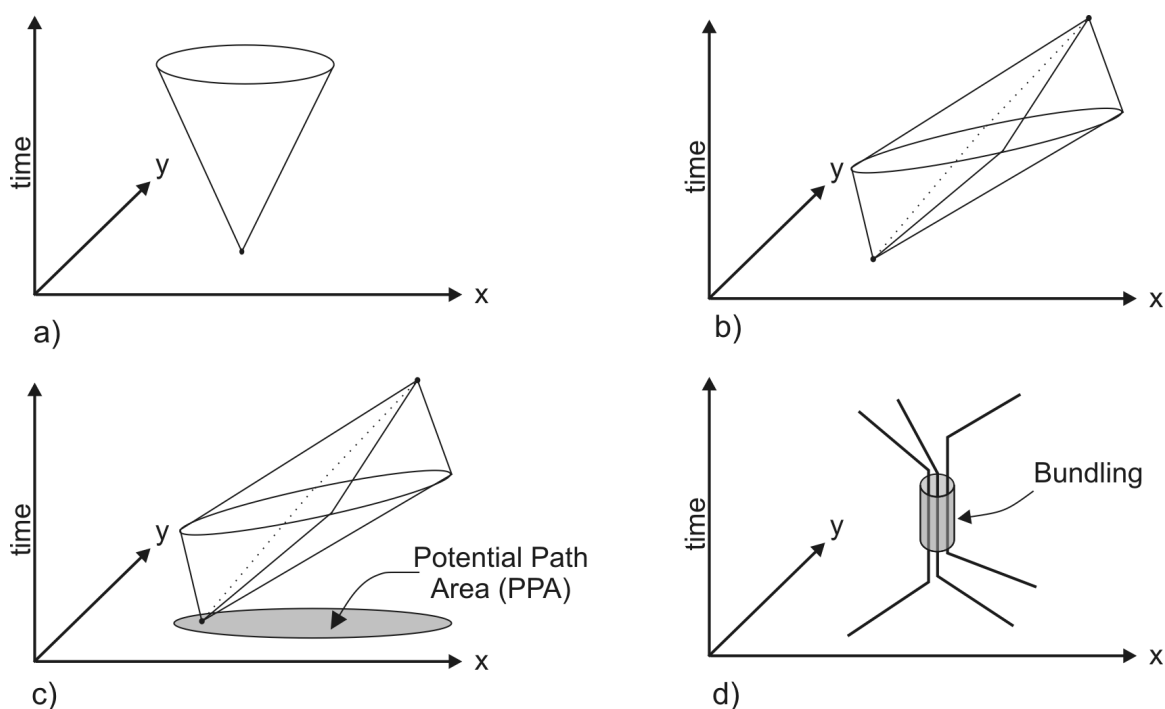 time
y
x
a)
time
y
x
b)
time
y
Potential Path
Area (PPA)
x
c)
time
y
Bundling
x
d)